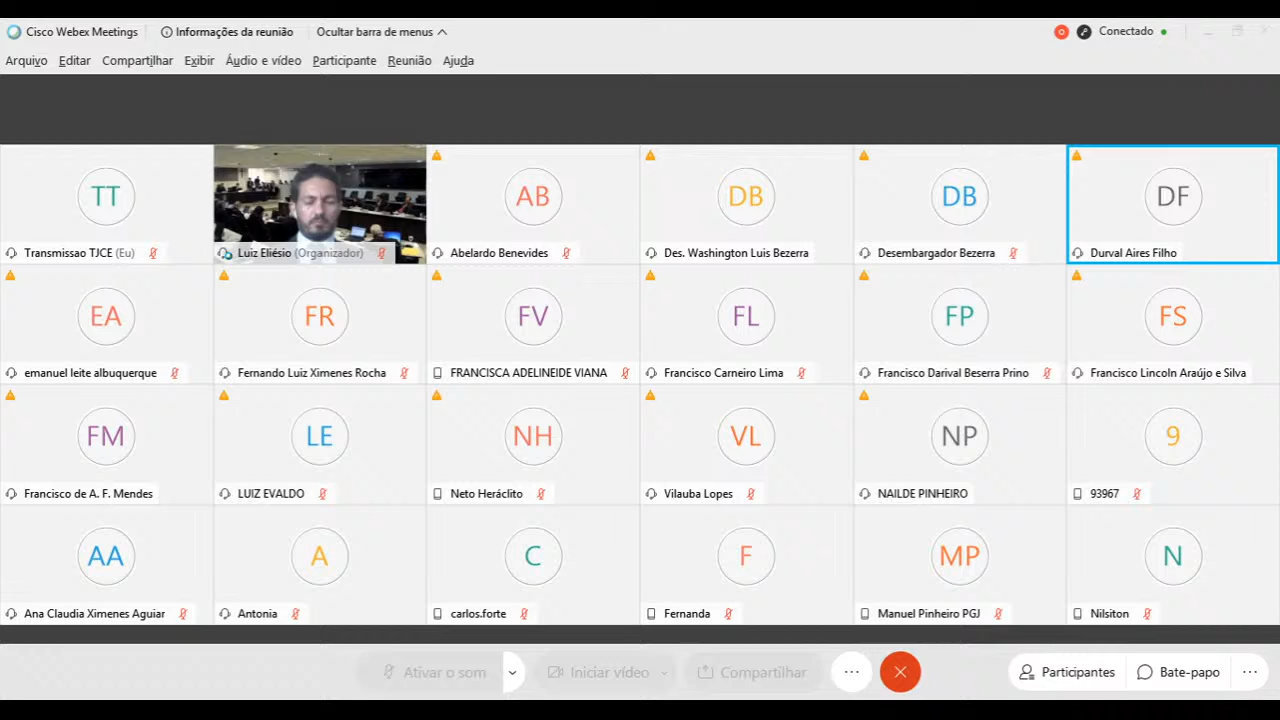 Cisco Webex Meetings Informações da reunião Ocultar barra de menus Conectado
Arquivo Editar Compartilhar Exibir Áudio e vídeo Participante Reunião Ajuda
TT AB DB DB DF
Transmissao TJCE (Eu) Luiz Eliésio (Organizador) Abelardo Benevides Des. Washington Luis Bezerra Desembargador Bezerra Durval Aires Filho
EA FR FV FL FP FS
emanuel leite albuquerque Fernando Luiz Ximenes Rocha FRANCISCA ADELINEIDE VIANA Francisco Carneiro Lima Francisco Darival Beserra Prino Francisco Lincoln Araújo e Silva
FM LE NH VL NP 9
Francisco de A. F. Mendes LUIZ EVALDO Neto Heráclito Vilauba Lopes NAILDE PINHEIRO 93967
AA A C F MP N
Ana Claudia Ximenes Aguiar Antonia carlos.forte Fernanda Manuel Pinheiro PGJ Nilsiton
Ativar o som Iniciar vídeo Compartilhar Participantes Bate-papo